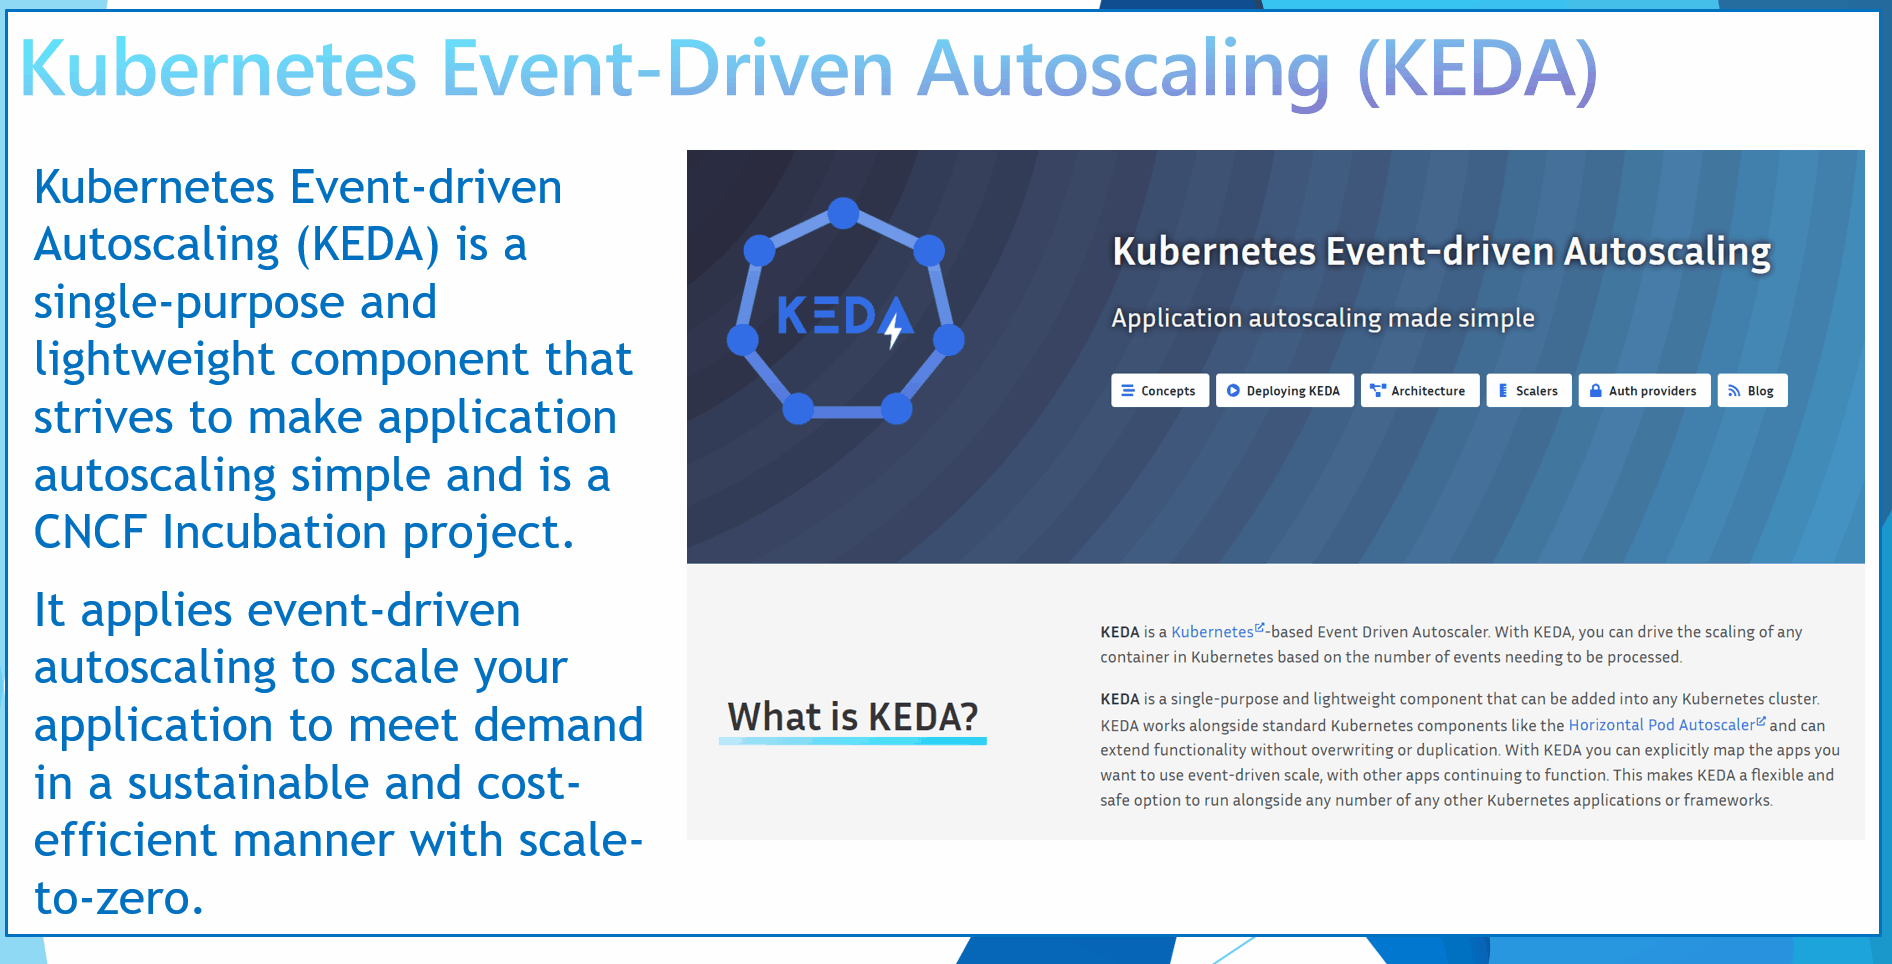 Kubernetes Event-Driven Autoscaling (KEDA)
Kubernetes Event-driven
Autoscaling (KEDA) is a
single-purpose and
lightweight component that
strives to make application
autoscaling simple and is a
CNCF Incubation project.
It applies event-driven
autoscaling to scale your
application to meet demand
in a sustainable and cost-
efficient manner with scale-
to-zero.
KEDA
Kubernetes Event-driven Autoscaling
Application autoscaling made simple
Concepts Deploying KEDA Architecture Scalers Auth providers Blog
What is KEDA?
KEDA is a Kubernetes-based Event Driven Autoscaler. With KEDA, you can drive the scaling of any
container in Kubernetes based on the number of events needing to be processed.
KEDA is a single-purpose and lightweight component that can be added into any Kubernetes cluster.
KEDA works alongside standard Kubernetes components like the Horizontal Pod Autoscaler and can
extend functionality without overwriting or duplication. With KEDA you can explicitly map the apps you
want to use event-driven scale, with other apps continuing to function. This makes KEDA a flexible and
safe option to run alongside any number of any other Kubernetes applications or frameworks.